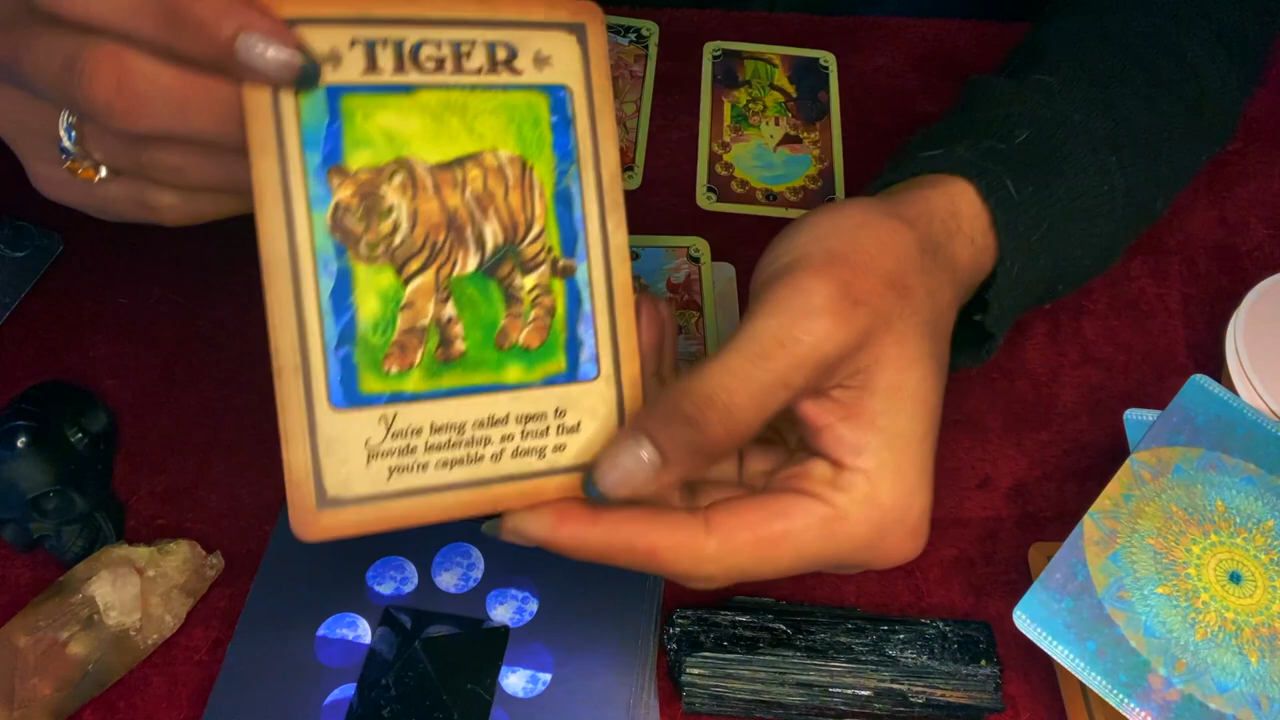 TIGER
You're being called upon to
provide leadership, so trust that
you're capable of doing so